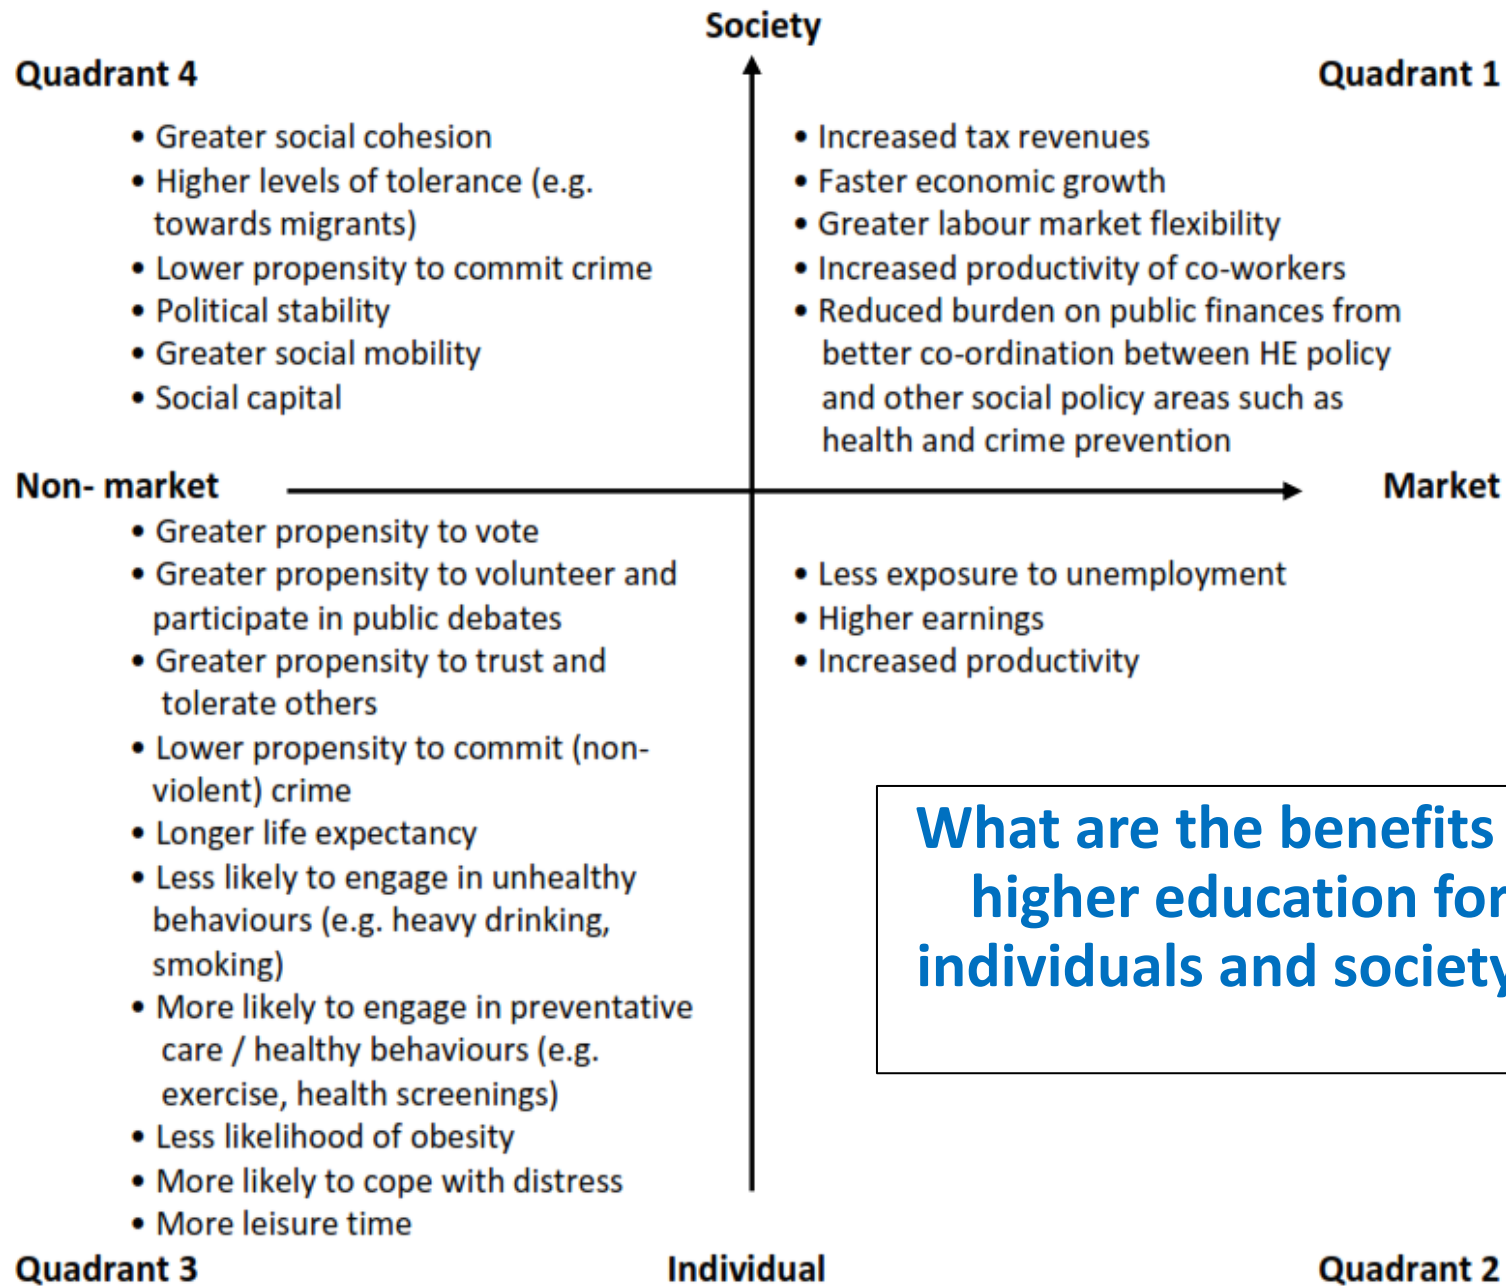 Society
Quadrant 4
Quadrant 1
• Greater social cohesion
• Higher levels of tolerance (e.g.
towards migrants)
• Lower propensity to commit crime
• Political stability
• Greater social mobility
• Social capital
• Increased tax revenues
• Faster economic growth
• Greater labour market flexibility
• Increased productivity of co-workers
• Reduced burden on public finances from
better co-ordination between HE policy
and other social policy areas such as
health and crime prevention
Non- market
Market
• Greater propensity to vote
• Greater propensity to volunteer and
participate in public debates
• Greater propensity to trust and
tolerate others
• Lower propensity to commit (non-
violent) crime
• Longer life expectancy
• Less likely to engage in unhealthy
behaviours (e.g. heavy drinking,
smoking)
• More likely to engage in preventative
care / healthy behaviours (e.g.
exercise, health screenings)
• Less likelihood of obesity
• More likely to cope with distress
• More leisure time
• Less exposure to unemployment
• Higher earnings
• Increased productivity
What are the benefits
higher education for
individuals and society
Quadrant 3
Individual
Quadrant 2